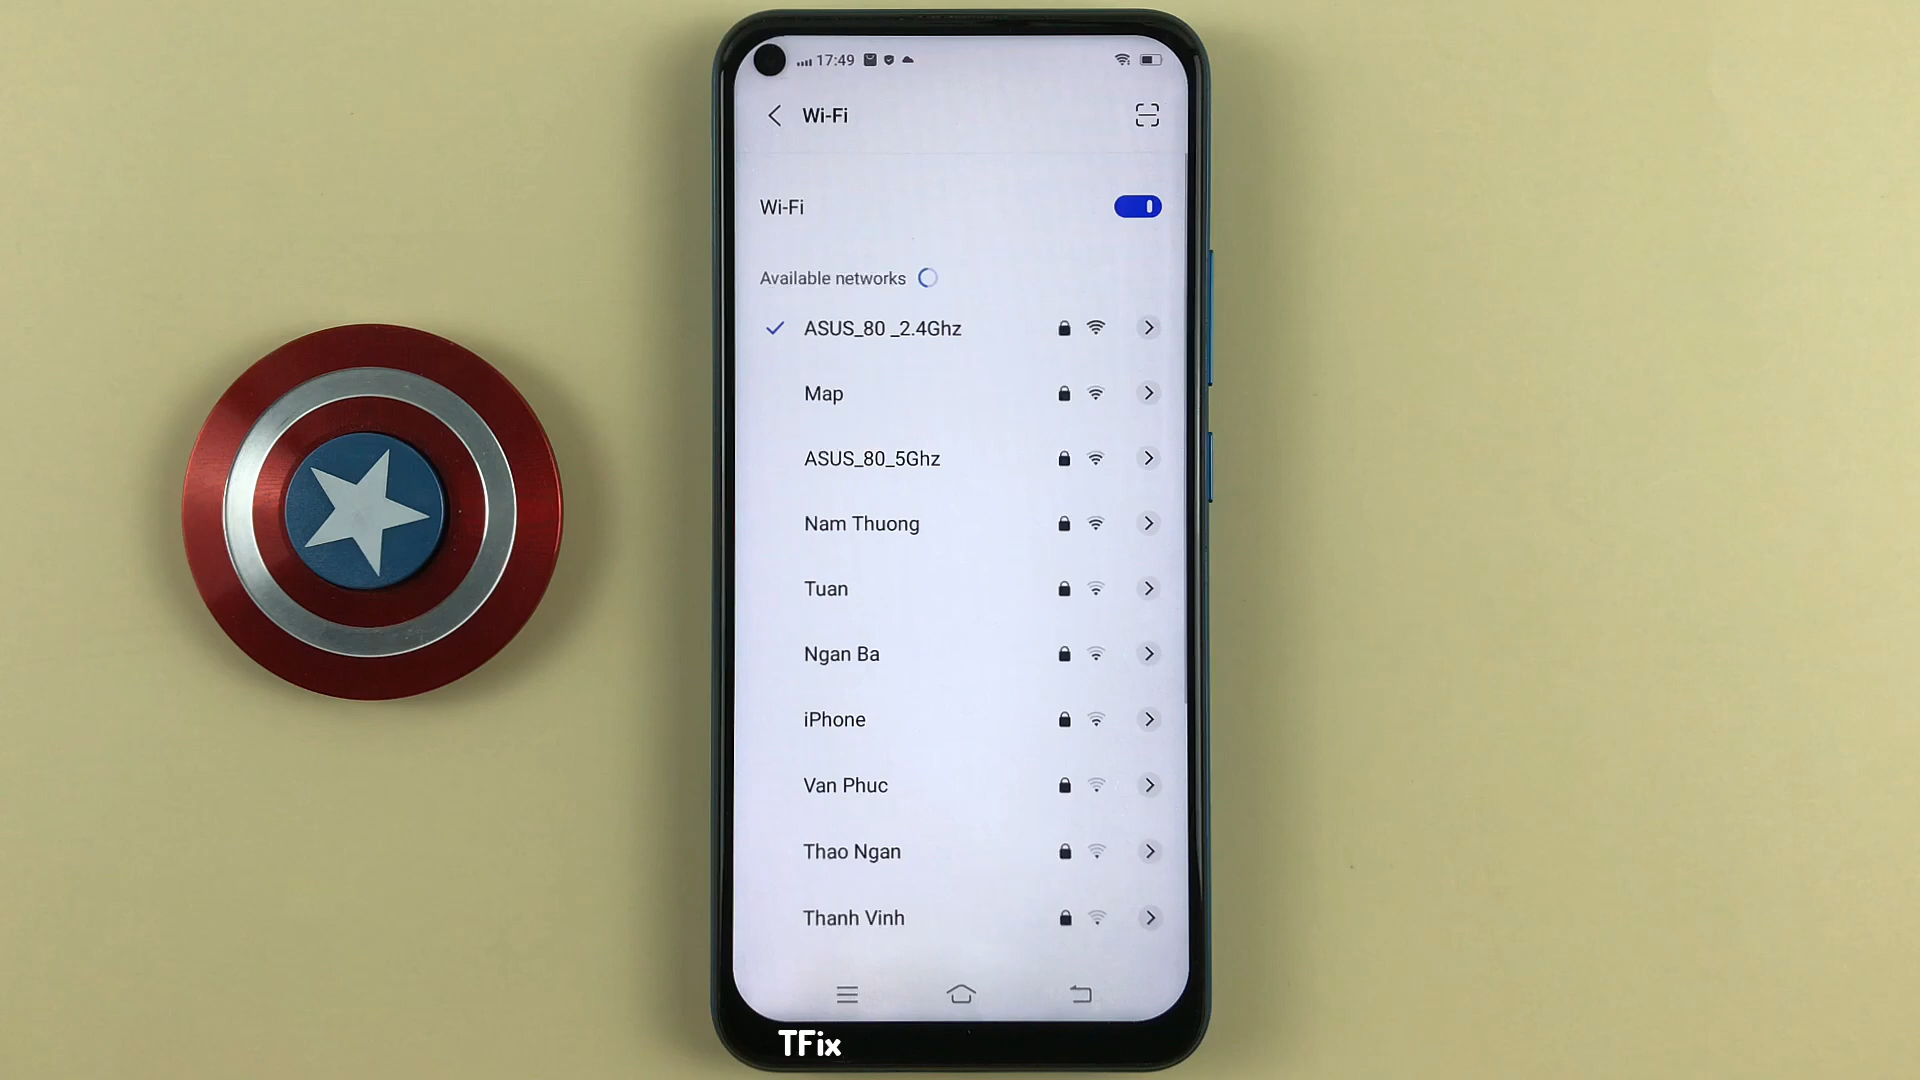 17:49
Wi-Fi
Wi-Fi
Available networks
ASUS_80 _2.4Ghz
Map
ASUS_80_5Ghz
Nam Thuong
Tuan
Ngan Ba
iPhone
Van Phuc
Thao Ngan
Thanh Vinh
TFix